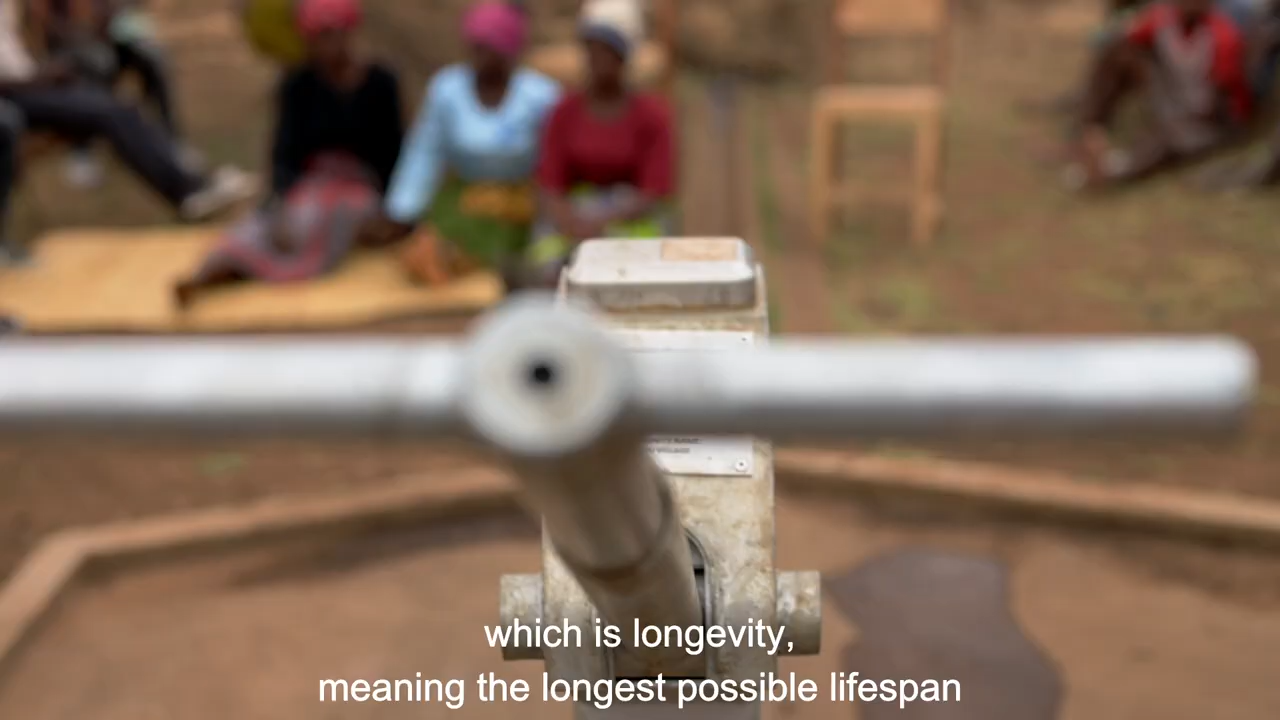 which is longevity,
meaning the longest possible lifespan